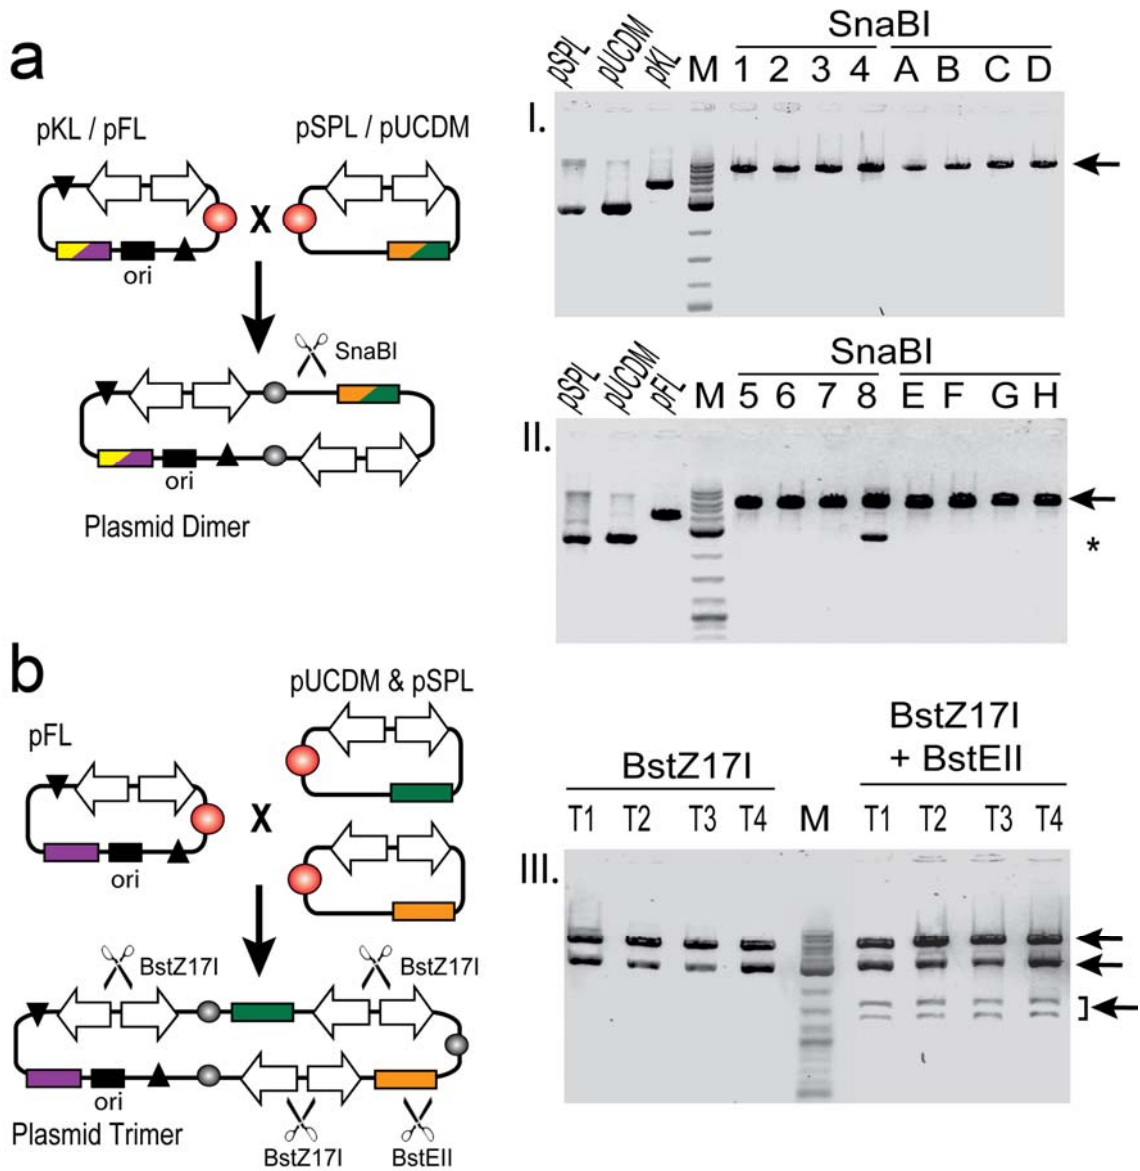 a
pKL / pFL
pSPL / pUCDM
X
ori
SnaBI
ori
Plasmid Dimer
SnaBI
pSPL pUCDM pKL M 1 2 3 4 A B C D
I.
SnaBI
pSPL pUCDM pFL M 5 6 7 8 E F G H
II.
*
b
pUCDM & pSPL
pFL
X
ori
BstZ17I
BstZ17I
ori
Plasmid Trimer
BstZ17I
BstEII
BstZ17I
BstZ17I
+ BstEII
T1 T2 T3 T4 M T1 T2 T3 T4
III.